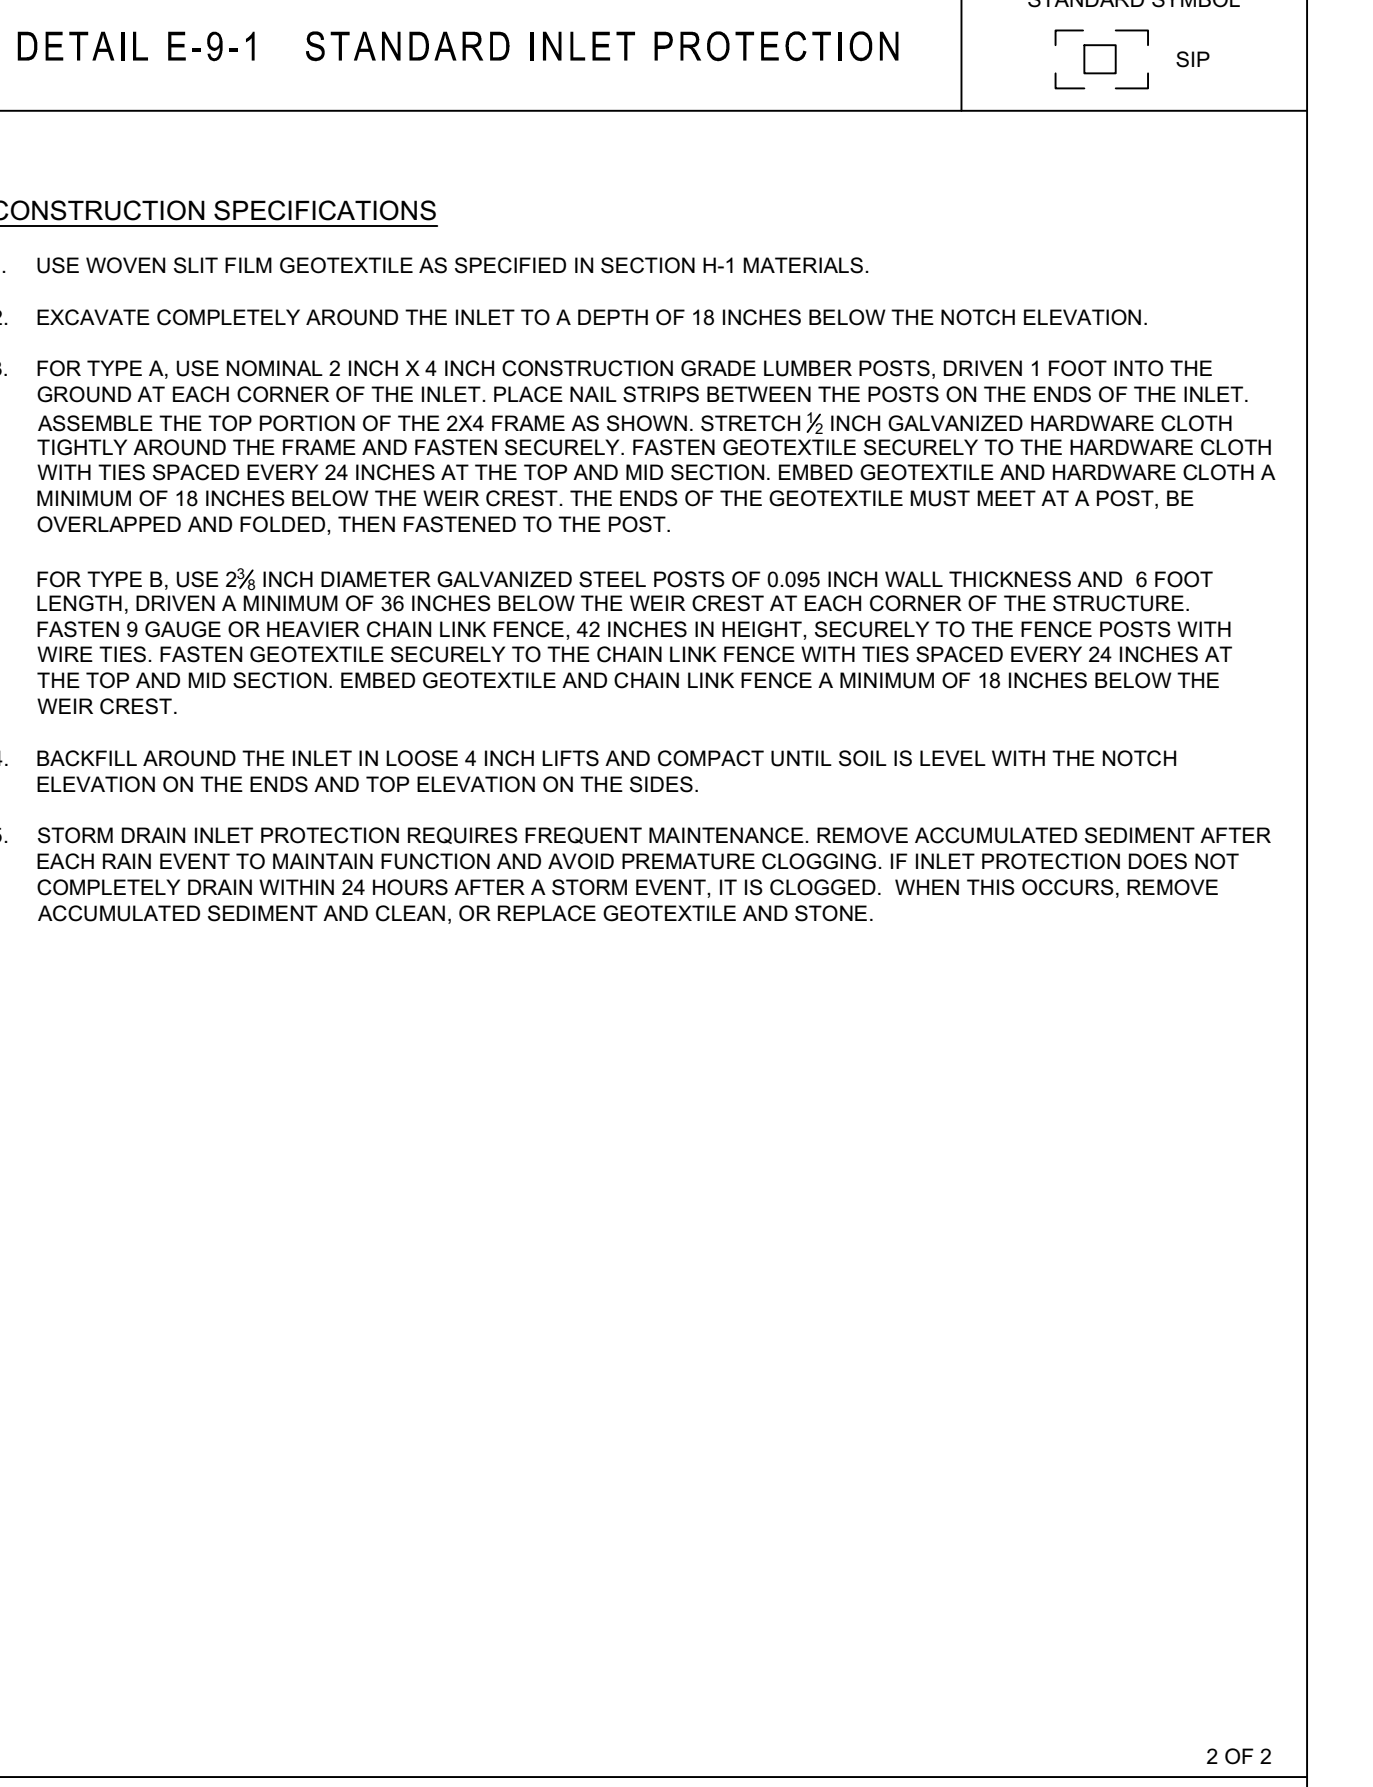 STANDARD SYMBOL
DETAIL E-9-1 STANDARD INLET PROTECTION
SIP
CONSTRUCTION SPECIFICATIONS
. USE WOVEN SLIT FILM GEOTEXTILE AS SPECIFIED IN SECTION H-1 MATERIALS.
2. EXCAVATE COMPLETELY AROUND THE INLET TO A DEPTH OF 18 INCHES BELOW THE NOTCH ELEVATION.
3. FOR TYPE A, USE NOMINAL 2 INCH X 4 INCH CONSTRUCTION GRADE LUMBER POSTS, DRIVEN 1 FOOT INTO THE
GROUND AT EACH CORNER OF THE INLET. PLACE NAIL STRIPS BETWEEN THE POSTS ON THE ENDS OF THE INLET.
ASSEMBLE THE TOP PORTION OF THE 2X4 FRAME AS SHOWN. STRETCH ½ INCH GALVANIZED HARDWARE CLOTH
TIGHTLY AROUND THE FRAME AND FASTEN SECURELY. FASTEN GEOTEXTILE SECURELY TO THE HARDWARE CLOTH
WITH TIES SPACED EVERY 24 INCHES AT THE TOP AND MID SECTION. EMBED GEOTEXTILE AND HARDWARE CLOTH A
MINIMUM OF 18 INCHES BELOW THE WEIR CREST. THE ENDS OF THE GEOTEXTILE MUST MEET AT A POST, BE
OVERLAPPED AND FOLDED, THEN FASTENED TO THE POST.
FOR TYPE B, USE 2⅜ INCH DIAMETER GALVANIZED STEEL POSTS OF 0.095 INCH WALL THICKNESS AND 6 FOOT
LENGTH, DRIVEN A MINIMUM OF 36 INCHES BELOW THE WEIR CREST AT EACH CORNER OF THE STRUCTURE.
FASTEN 9 GAUGE OR HEAVIER CHAIN LINK FENCE, 42 INCHES IN HEIGHT, SECURELY TO THE FENCE POSTS WITH
WIRE TIES. FASTEN GEOTEXTILE SECURELY TO THE CHAIN LINK FENCE WITH TIES SPACED EVERY 24 INCHES AT
THE TOP AND MID SECTION. EMBED GEOTEXTILE AND CHAIN LINK FENCE A MINIMUM OF 18 INCHES BELOW THE
WEIR CREST.
4. BACKFILL AROUND THE INLET IN LOOSE 4 INCH LIFTS AND COMPACT UNTIL SOIL IS LEVEL WITH THE NOTCH
ELEVATION ON THE ENDS AND TOP ELEVATION ON THE SIDES.
5. STORM DRAIN INLET PROTECTION REQUIRES FREQUENT MAINTENANCE. REMOVE ACCUMULATED SEDIMENT AFTER
EACH RAIN EVENT TO MAINTAIN FUNCTION AND AVOID PREMATURE CLOGGING. IF INLET PROTECTION DOES NOT
COMPLETELY DRAIN WITHIN 24 HOURS AFTER A STORM EVENT, IT IS CLOGGED. WHEN THIS OCCURS, REMOVE
ACCUMULATED SEDIMENT AND CLEAN, OR REPLACE GEOTEXTILE AND STONE.
2 OF 2